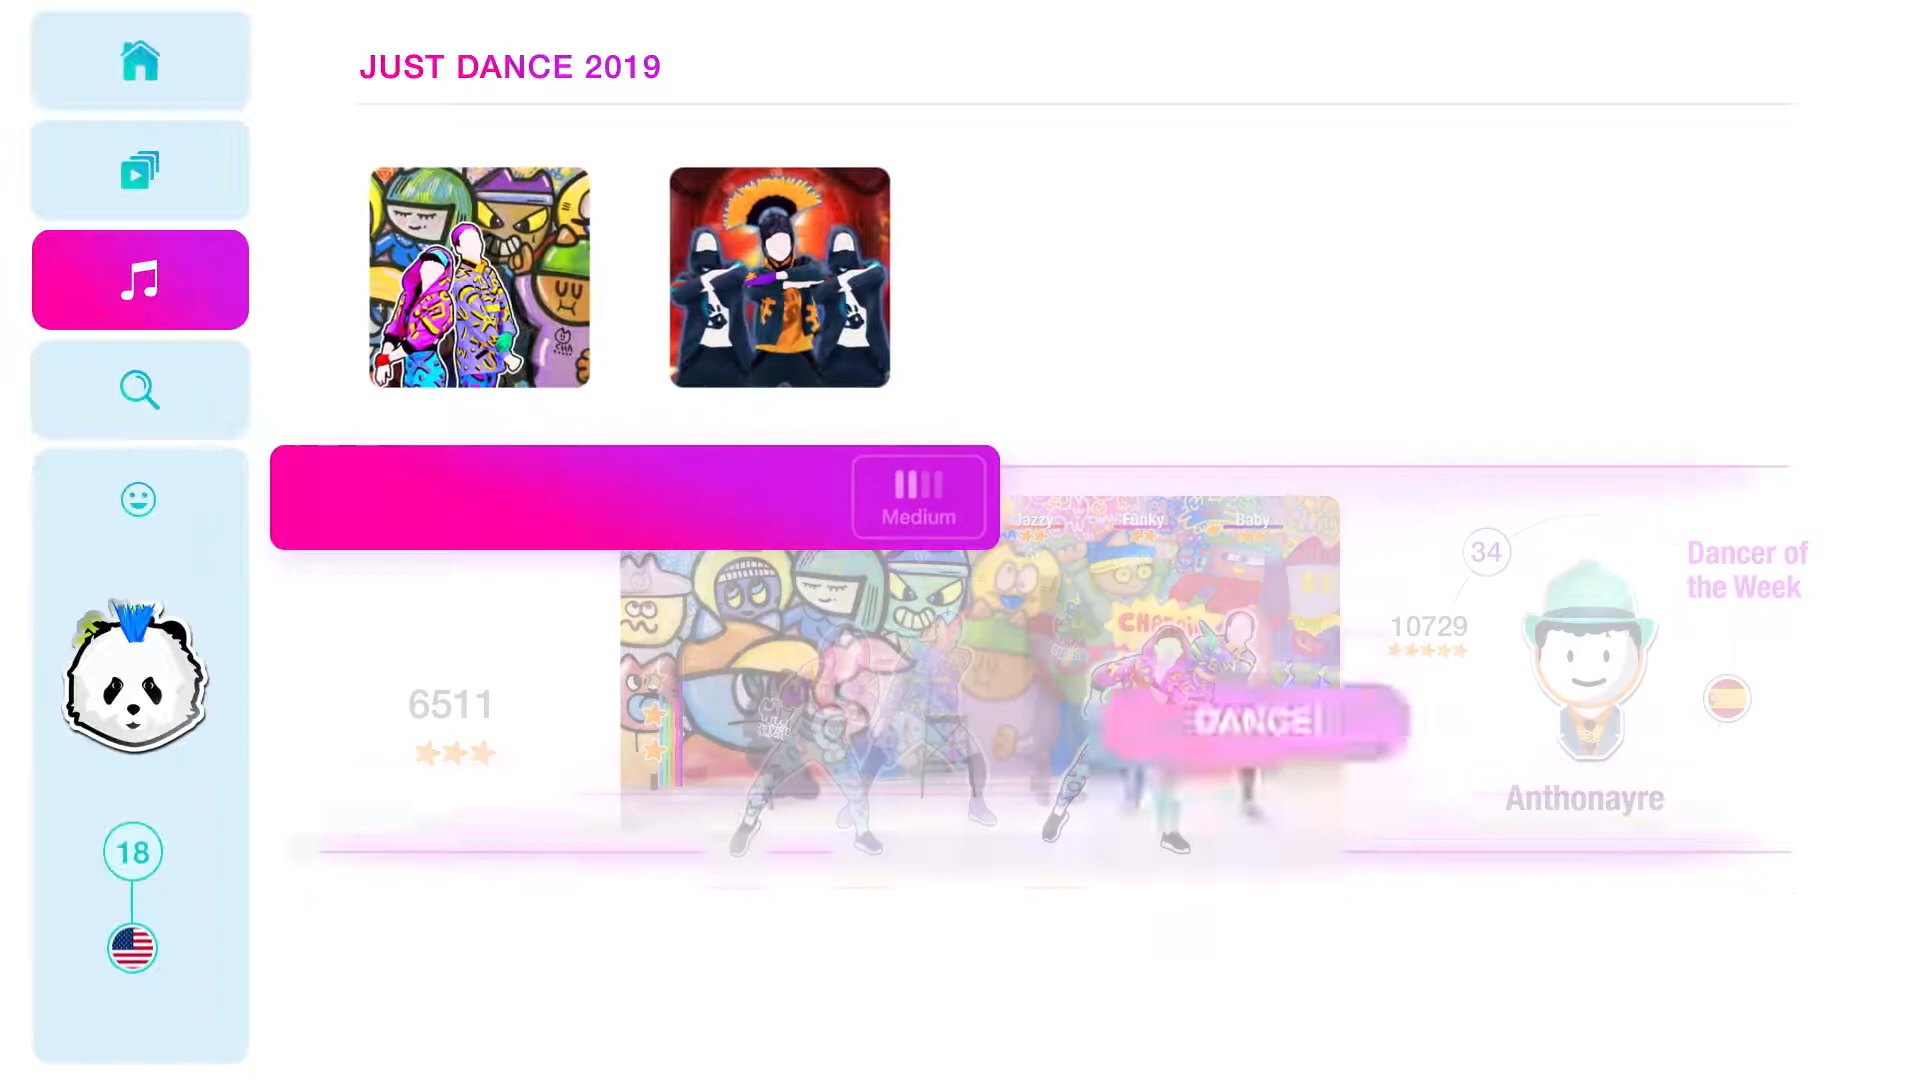 JUST DANCE 2019
Medium
Jazzy
Funky
Baby
34
Dancer of
the Week
10729
6511
DANCE!
Anthonayre
18